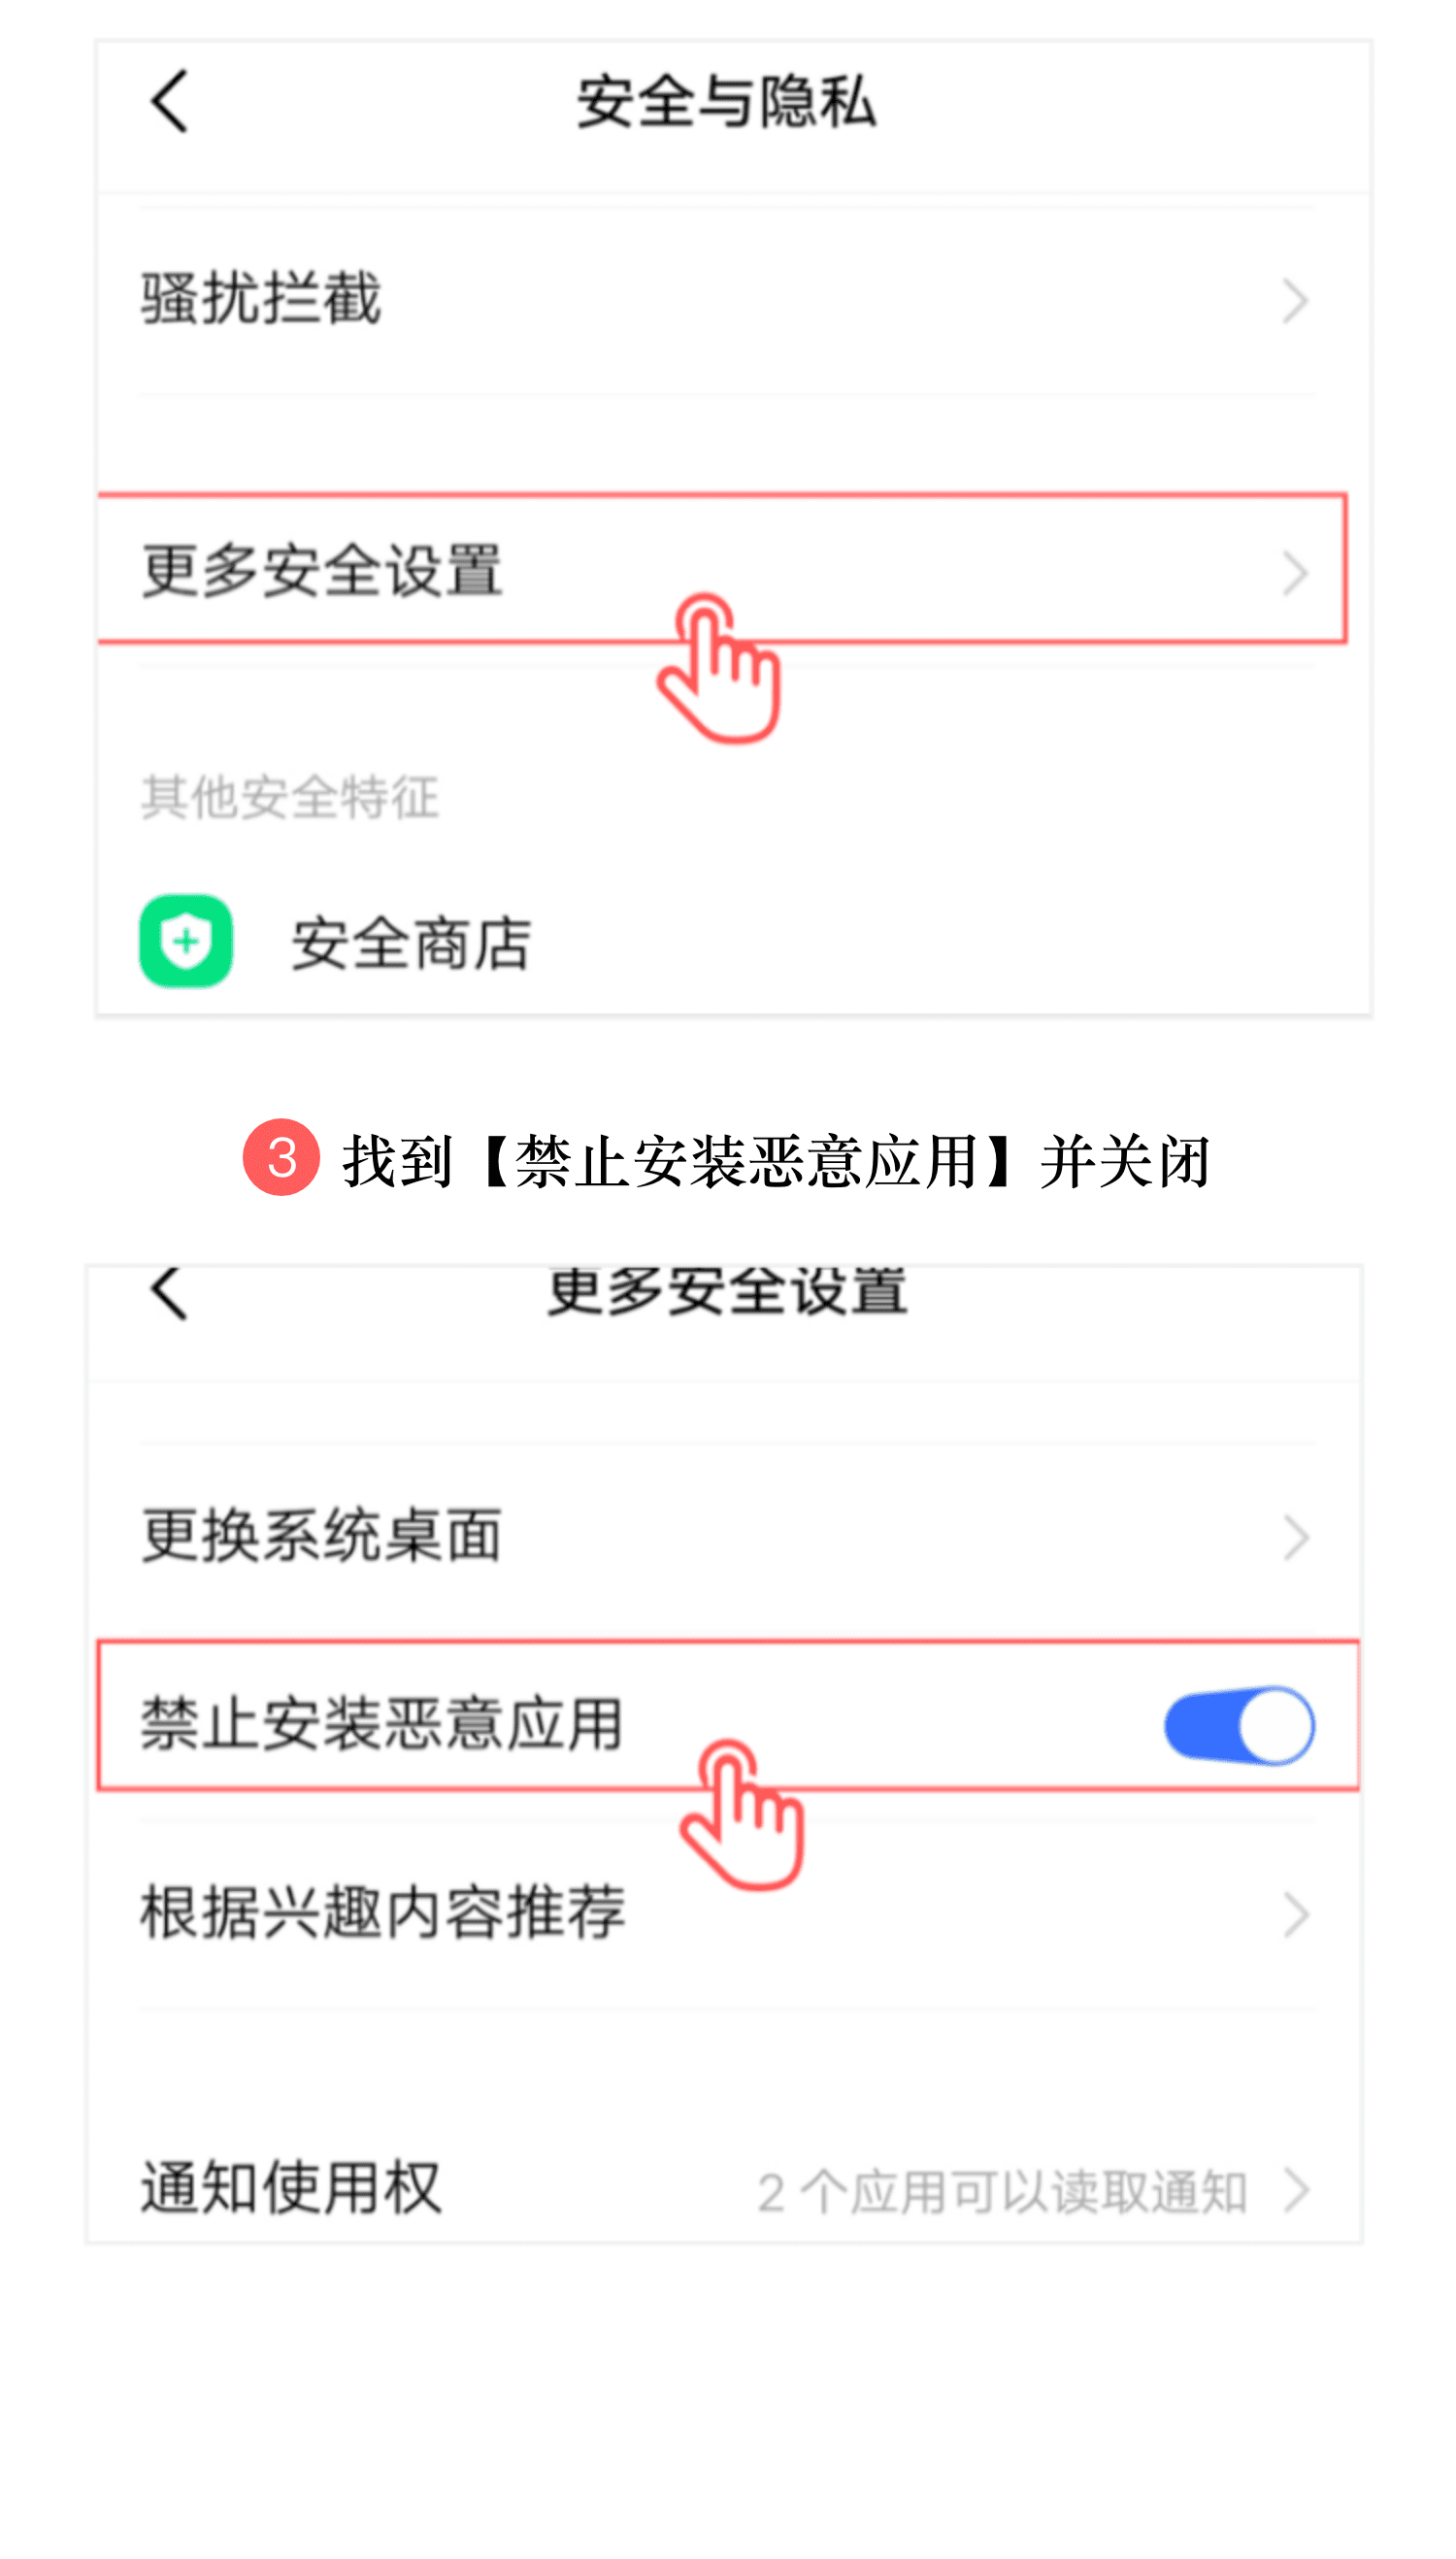 安全与隐私
骚扰拦截
更多安全设置
其他安全特征
安全商店
3 找到【禁止安装恶意应用】并关闭
更多安全设置
更换系统桌面
禁止安装恶意应用
根据兴趣内容推荐
通知使用权 2 个应用可以读取通知